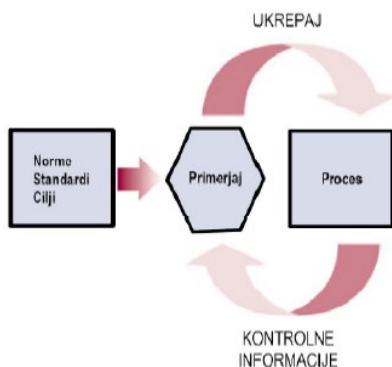 UKREPAJ
Norme
Standardi
Cilji
Primerjaj
Proces
KONTROLNE
INFORMACIJE